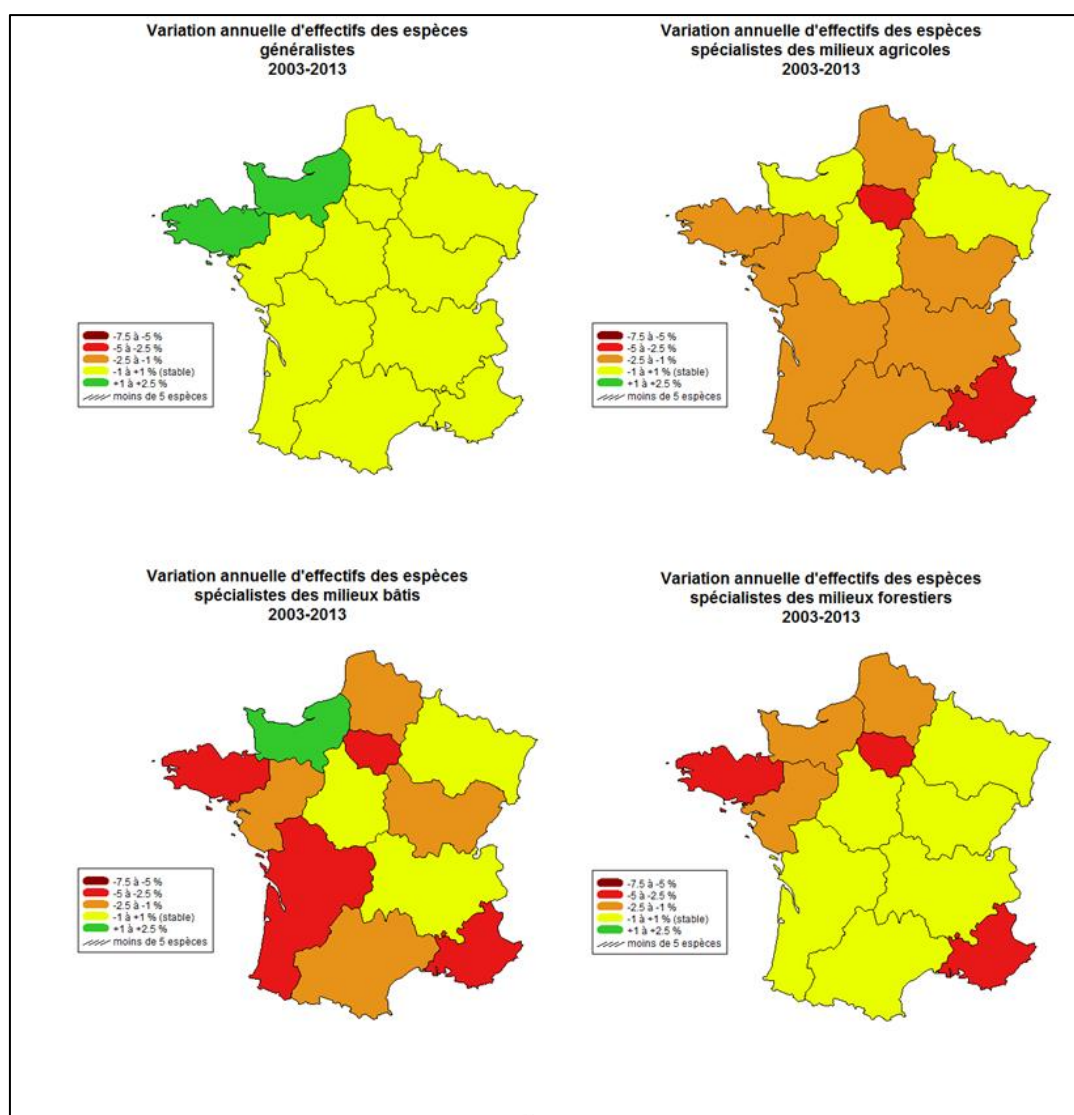 Variation annuelle d'effectifs des espèces
généralistes
2003-2013
Variation annuelle d'effectifs des espèces
spécialistes des milieux agricoles
2003-2013
-7.5 à -5 %
-5 à -2.5 %
-2.5 à -1 %
-1 à +1 % (stable)
+1 à +2.5 %
moins de 5 espèces
-7.5 à -5 %
-5 à -2.5 %
-2.5 à -1 %
-1 à +1 % (stable)
+1 à +2.5 %
moins de 5 espèces
Variation annuelle d'effectifs des espèces
spécialistes des milieux bâtis
2003-2013
Variation annuelle d'effectifs des espèces
spécialistes des milieux forestiers
2003-2013
-7.5 à -5 %
-5 à -2.5 %
-2.5 à -1 %
-1 à +1 % (stable)
+1 à +2.5 %
moins de 5 espèces
-7.5 à -5 %
-5 à -2.5 %
-2.5 à -1 %
-1 à +1 % (stable)
+1 à +2.5 %
moins de 5 espèces